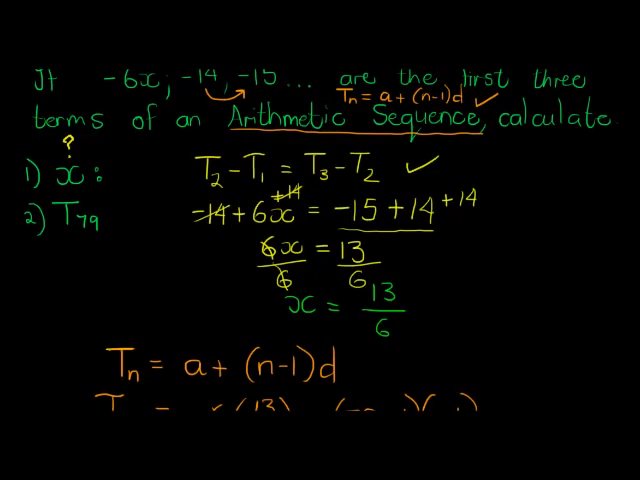 If -6x; -14, -15 ... are the first three
Tn = a + (n-1)d ✓
terms of an Arithmetic Sequence, calculate
?
1) x :
T₂ - T₁ = T₃ - T₂ ✓
2) T₇₉
+14
-14 + 6x = -15 + 14 +14
6x = 13
6 6
x = 13
6
Tn = a + (n-1)d